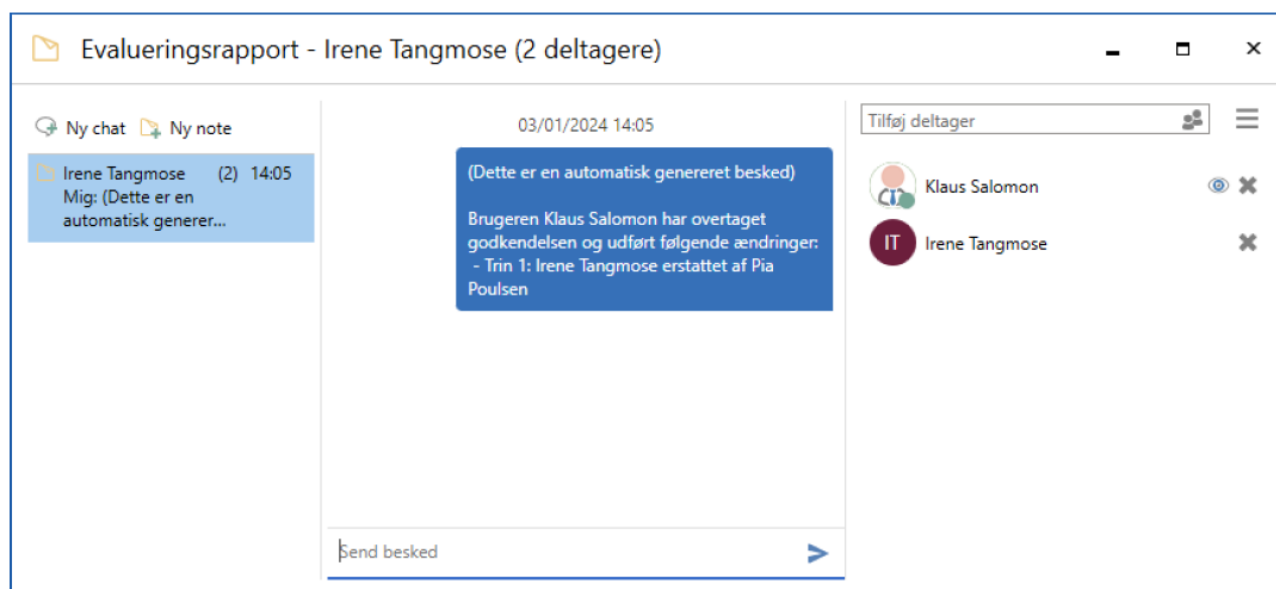 Evalueringsrapport - Irene Tangmose (2 deltagere)
Ny chat Ny note
Irene Tangmose (2) 14:05
Mig: (Dette er en
automatisk generer...
03/01/2024 14:05
(Dette er en automatisk genereret besked)
Brugeren Klaus Salomon har overtaget
godkendelsen og udført følgende ændringer:
- Trin 1: Irene Tangmose erstattet af Pia
Poulsen
Send besked
Tilføj deltager
Klaus Salomon
IT Irene Tangmose